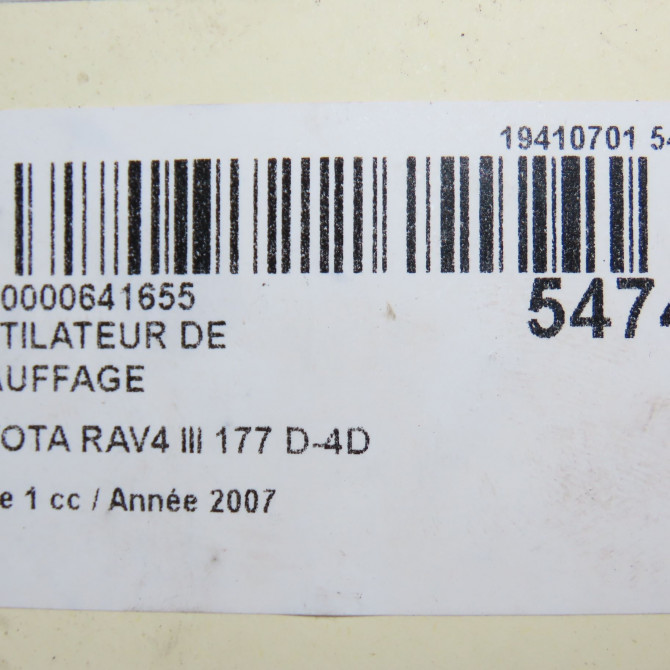 19410701 54
0000641655
5474
TILATEUR DE
AUFFAGE
OTA RAV4 III 177 D-4D
e 1 cc / Année 2007